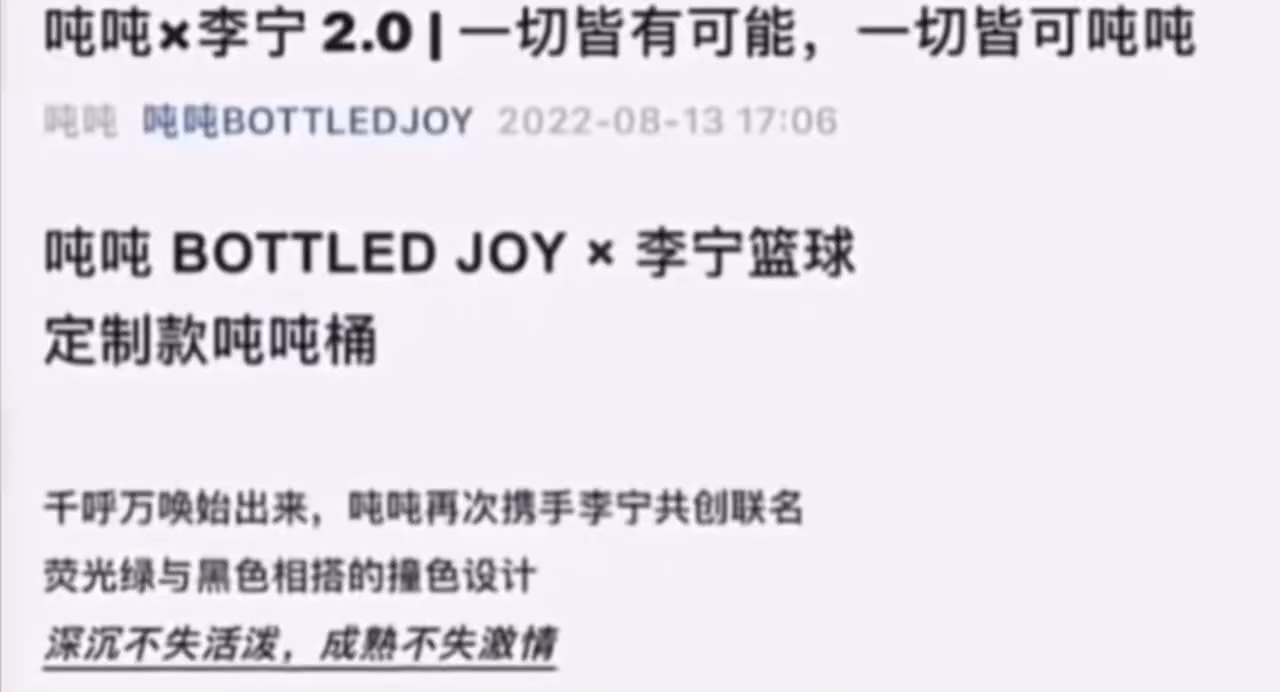 吨吨×李宁 2.0 | 一切皆有可能，一切皆可吨吨
吨吨 吨吨BOTTLEDJOY 2022-08-13 17:06
吨吨 BOTTLED JOY × 李宁篮球
定制款吨吨桶
千呼万唤始出来，吨吨再次携手李宁共创联名
荧光绿与黑色相搭的撞色设计
深沉不失活泼，成熟不失激情